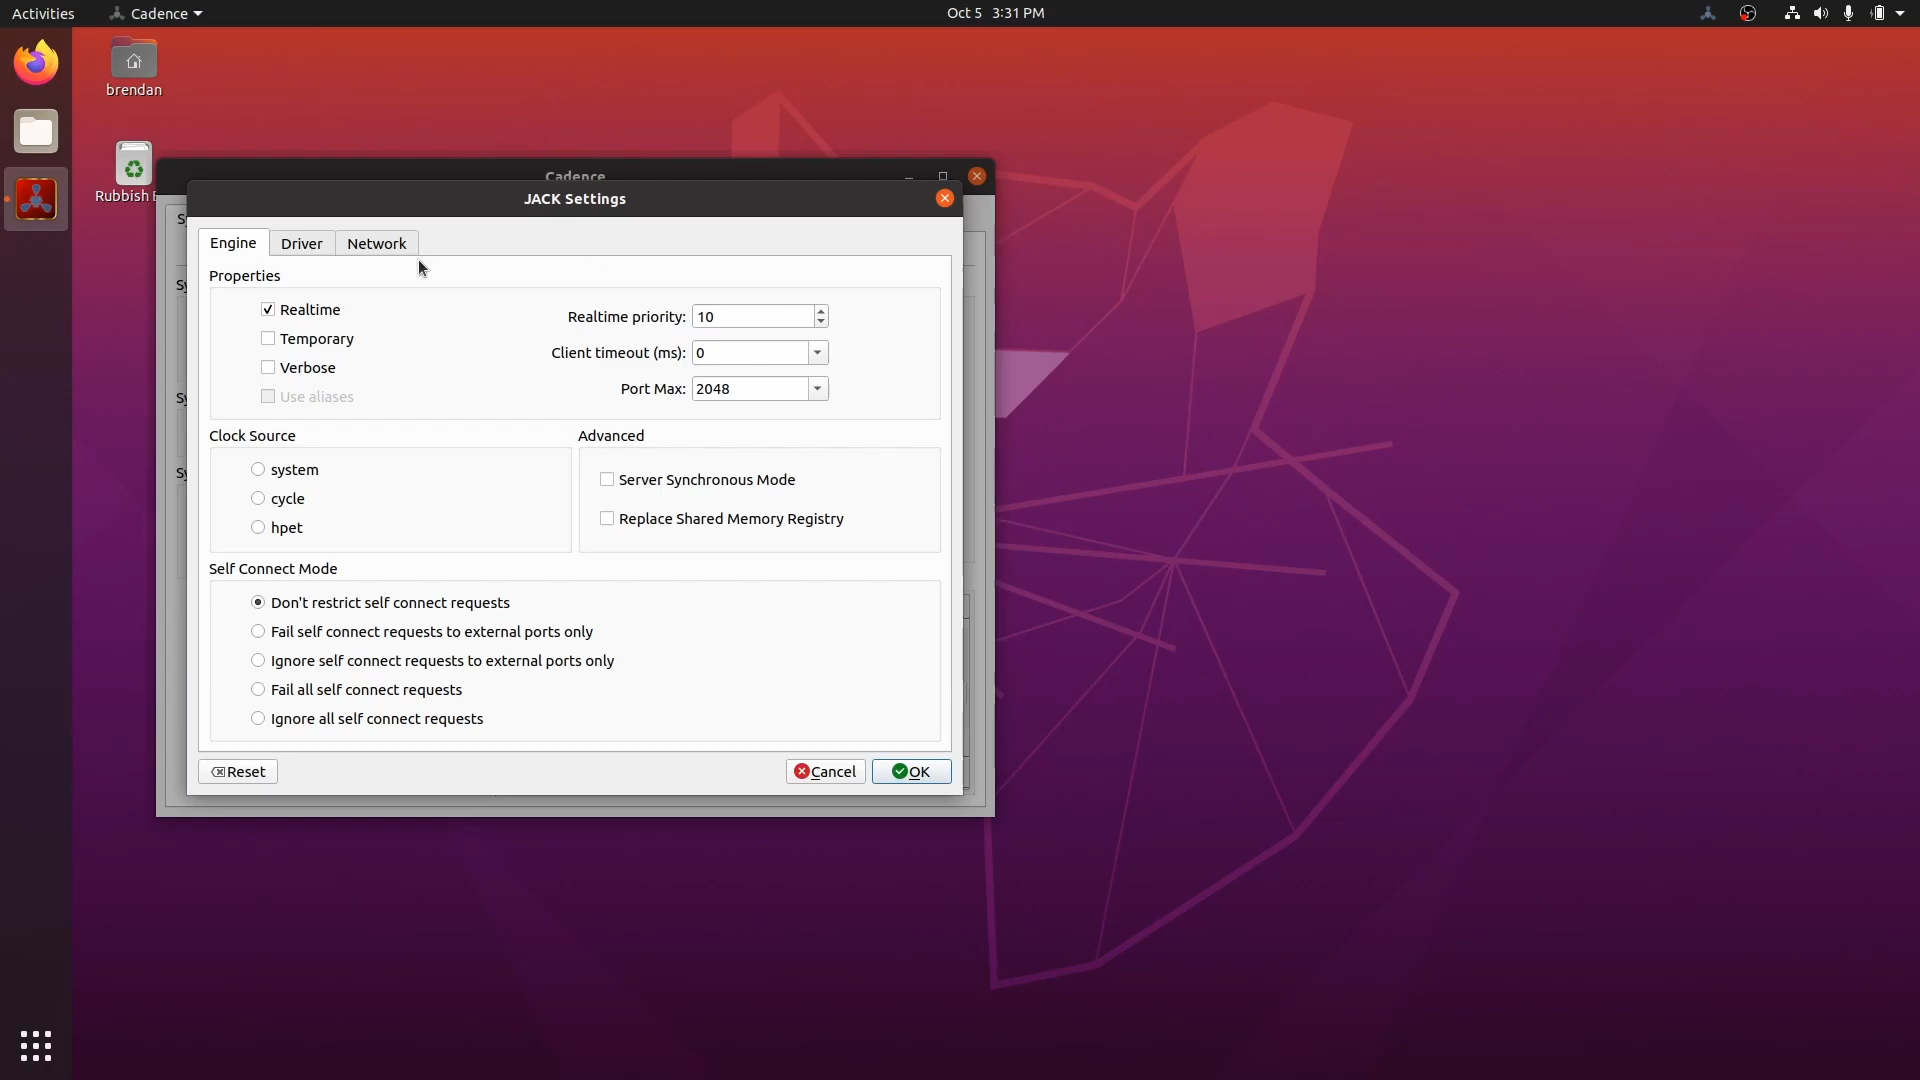 Activities
Cadence
Oct 5 3:31 PM
brendan
Rubbish
Cadence
JACK Settings
Engine
Driver
Network
Properties
Realtime
Temporary
Verbose
Use aliases
Realtime priority: 10
Client timeout (ms): 0
Port Max: 2048
Clock Source
system
cycle
hpet
Advanced
Server Synchronous Mode
Replace Shared Memory Registry
Self Connect Mode
Don't restrict self connect requests
Fail self connect requests to external ports only
Ignore self connect requests to external ports only
Fail all self connect requests
Ignore all self connect requests
Reset
Cancel
OK